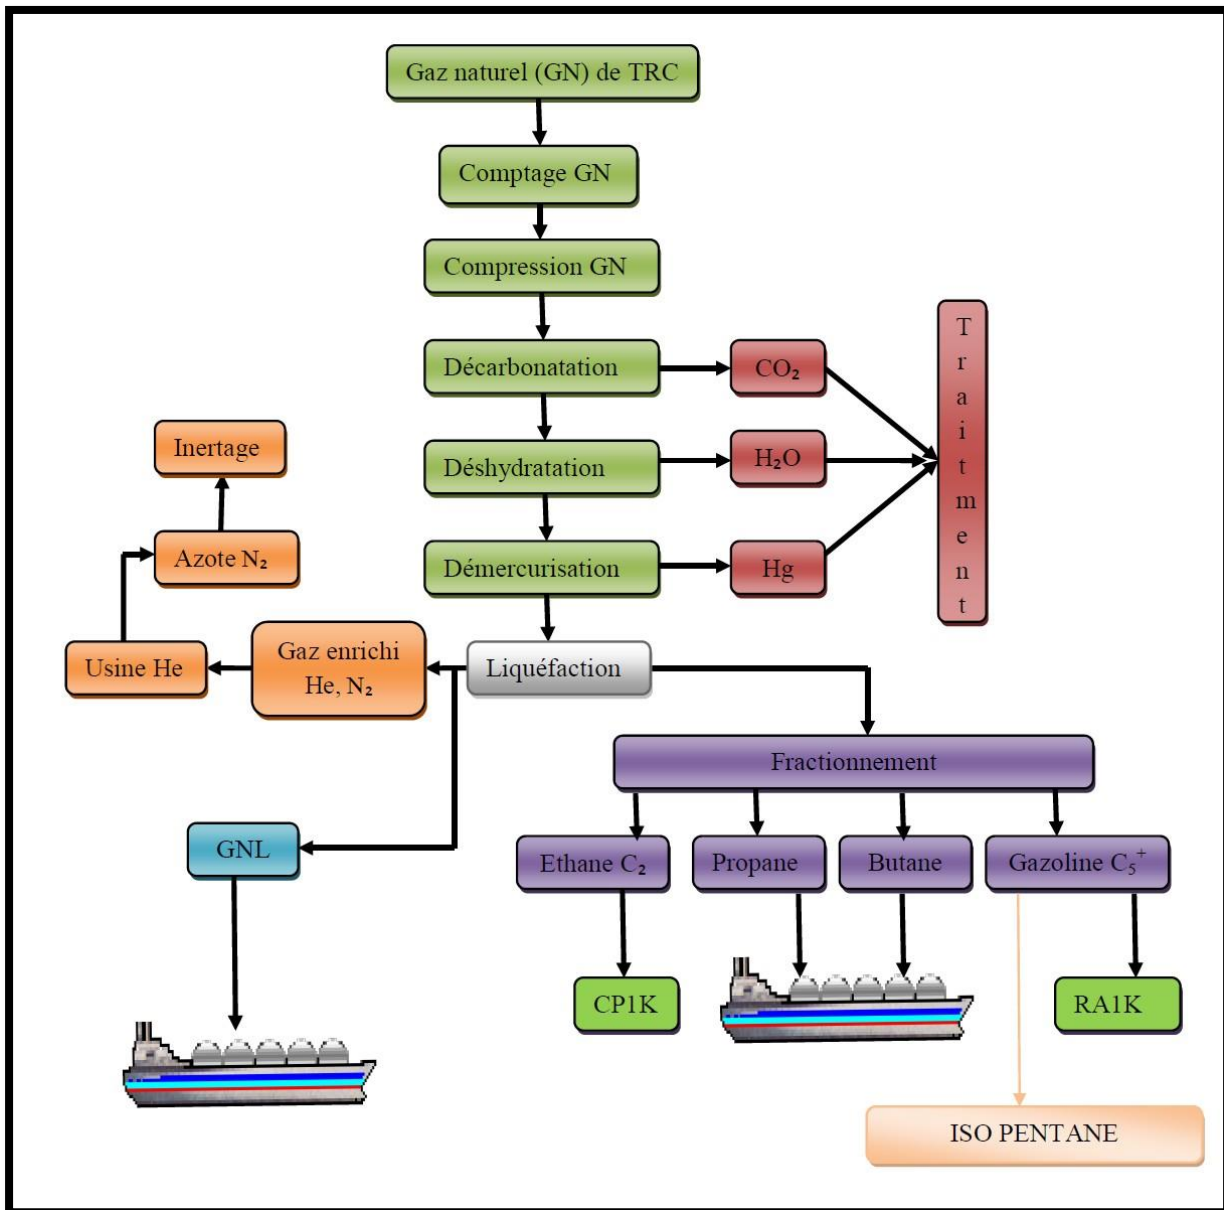 Gaz naturel (GN) de TRC
Comptage GN
Compression GN
Décarbonatation
CO₂
Traitment
Inertage
Déshydratation
H₂O
Azote N₂
Démercurisation
Hg
Usine He
Gaz enrichi
He, N₂
Liquéfaction
Fractionnement
GNL
Ethane C₂
Propane
Butane
Gazoline C₅⁺
CP1K
RA1K
ISO PENTANE